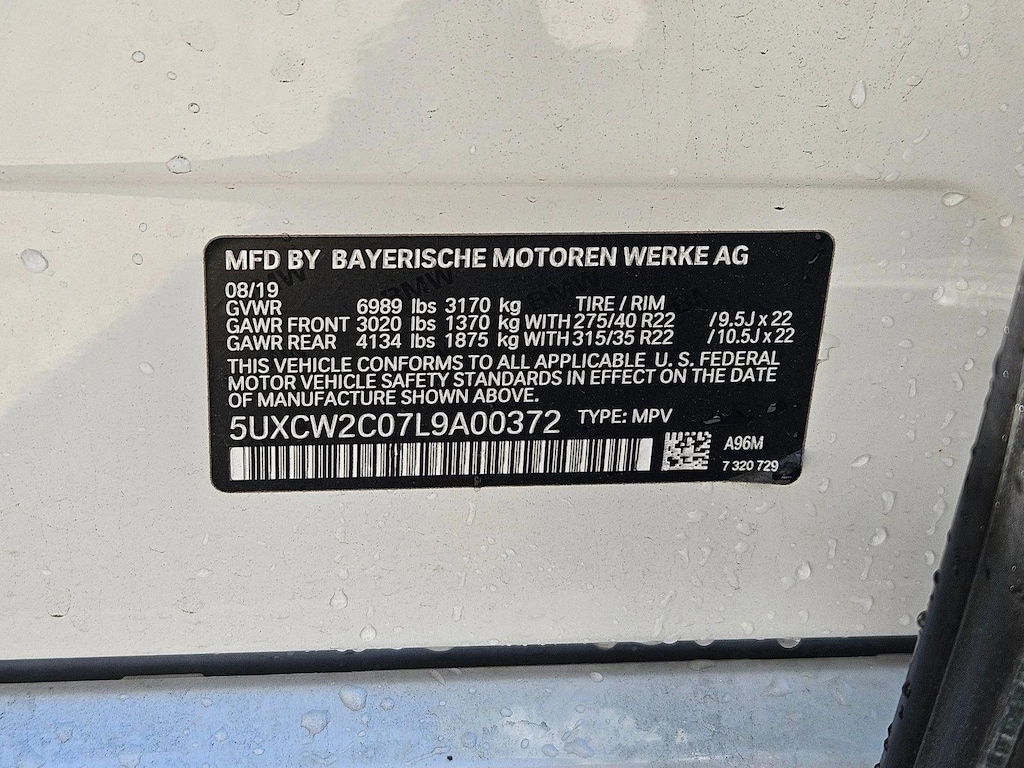 MFD BY BAYERISCHE MOTOREN WERKE AG
08/19
GVWR 6989 lbs 3170 kg TIRE / RIM
GAWR FRONT 3020 lbs 1370 kg WITH 275/40 R22 /9.5J x 22
GAWR REAR 4134 lbs 1875 kg WITH 315/35 R22 /10.5J x 22
THIS VEHICLE CONFORMS TO ALL APPLICABLE U. S. FEDERAL
MOTOR VEHICLE SAFETY STANDARDS IN EFFECT ON THE DATE
OF MANUFACTURE SHOWN ABOVE.
5UXCW2C07L9A00372 TYPE: MPV
A96M
7 320 729
BMW
BMW
BMW